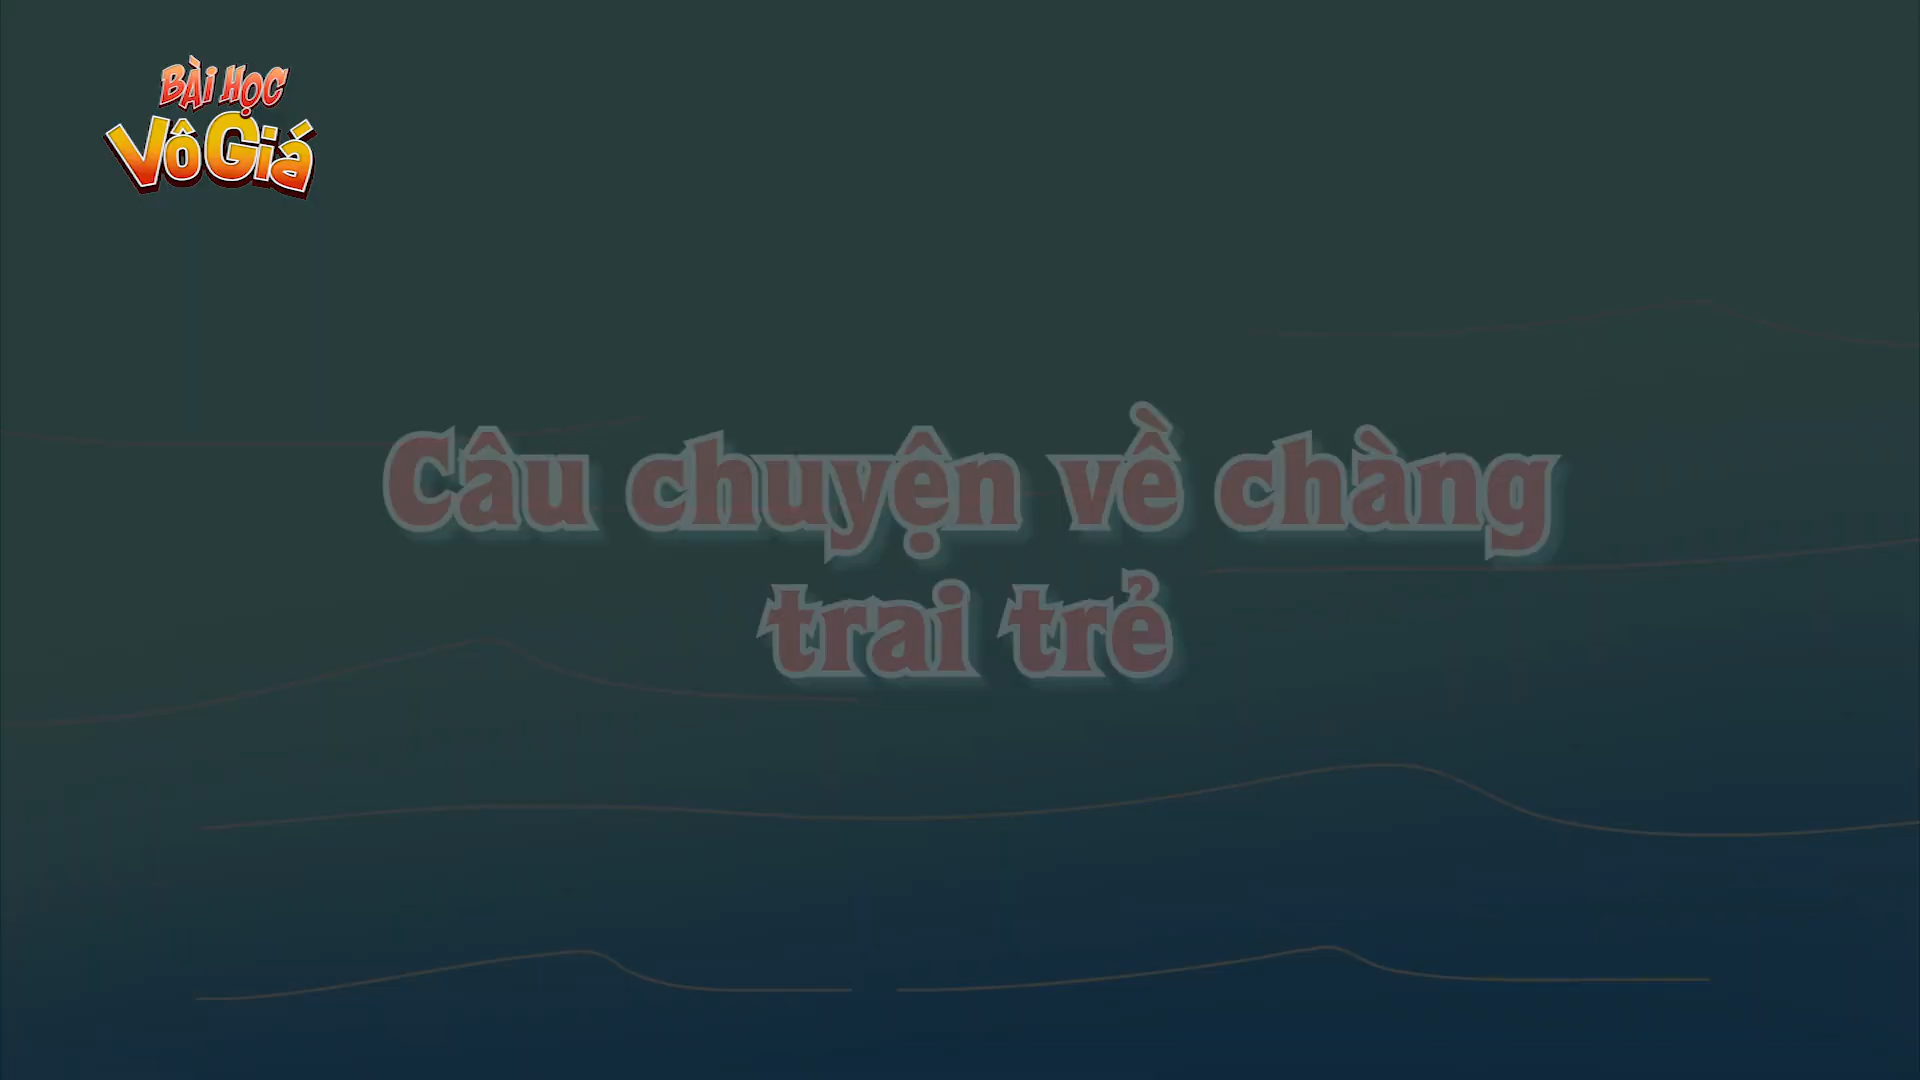 BÀI HỌC
Vô Giá
Câu chuyện về chàng
trai trẻ